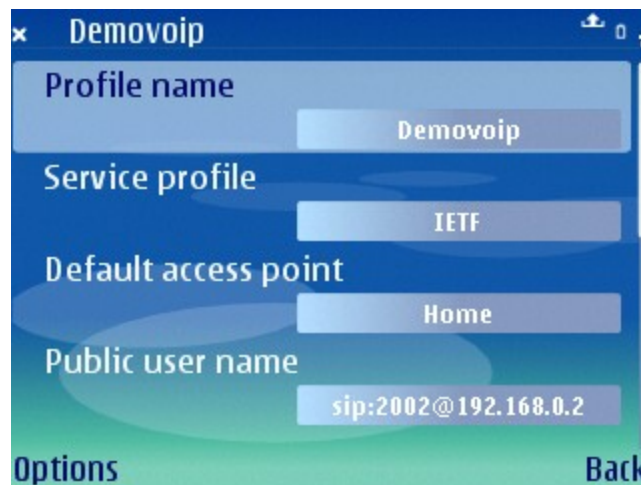 Demovoip
Profile name
Demovoip
Service profile
IETF
Default access point
Home
Public user name
sip:2002@192.168.0.2
Options Back